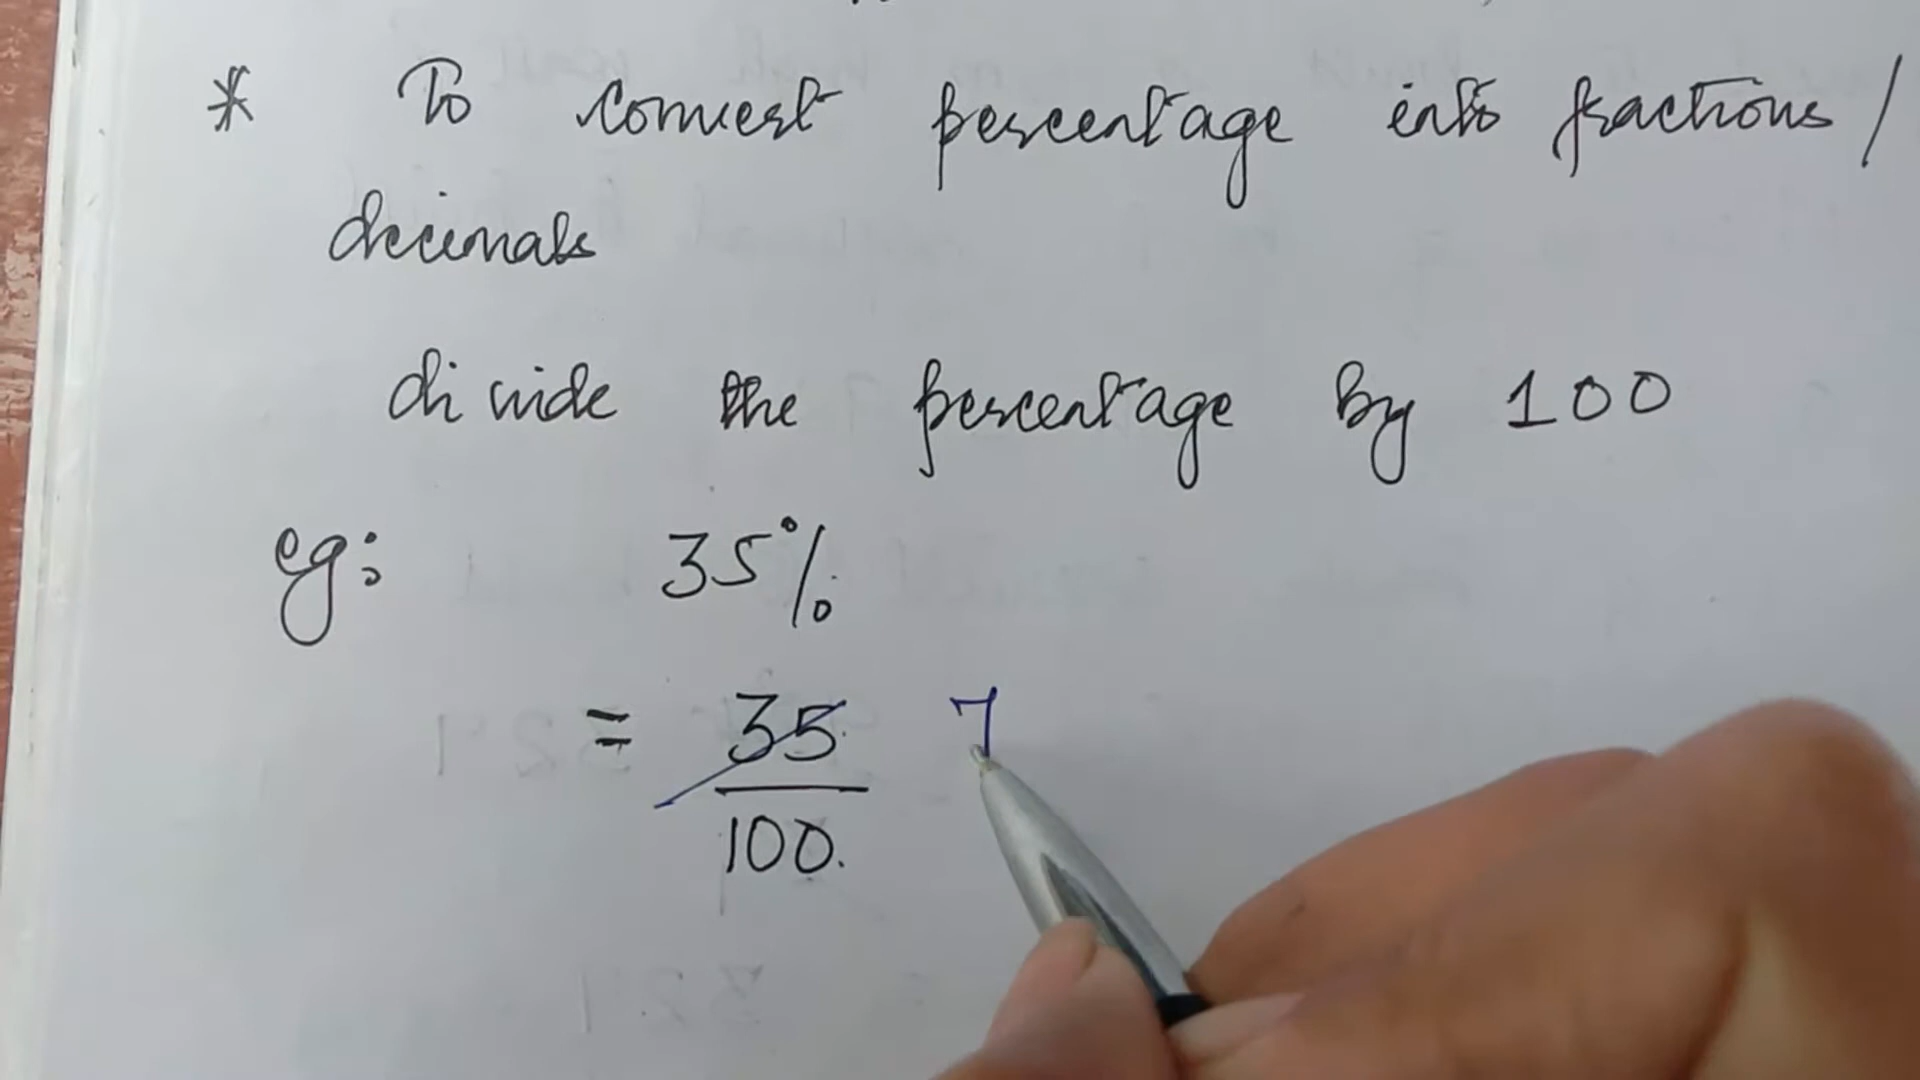 * To convert percentage into fractions /
decimals
divide the percentage by 100
eg: 35%
= 35 7
100.